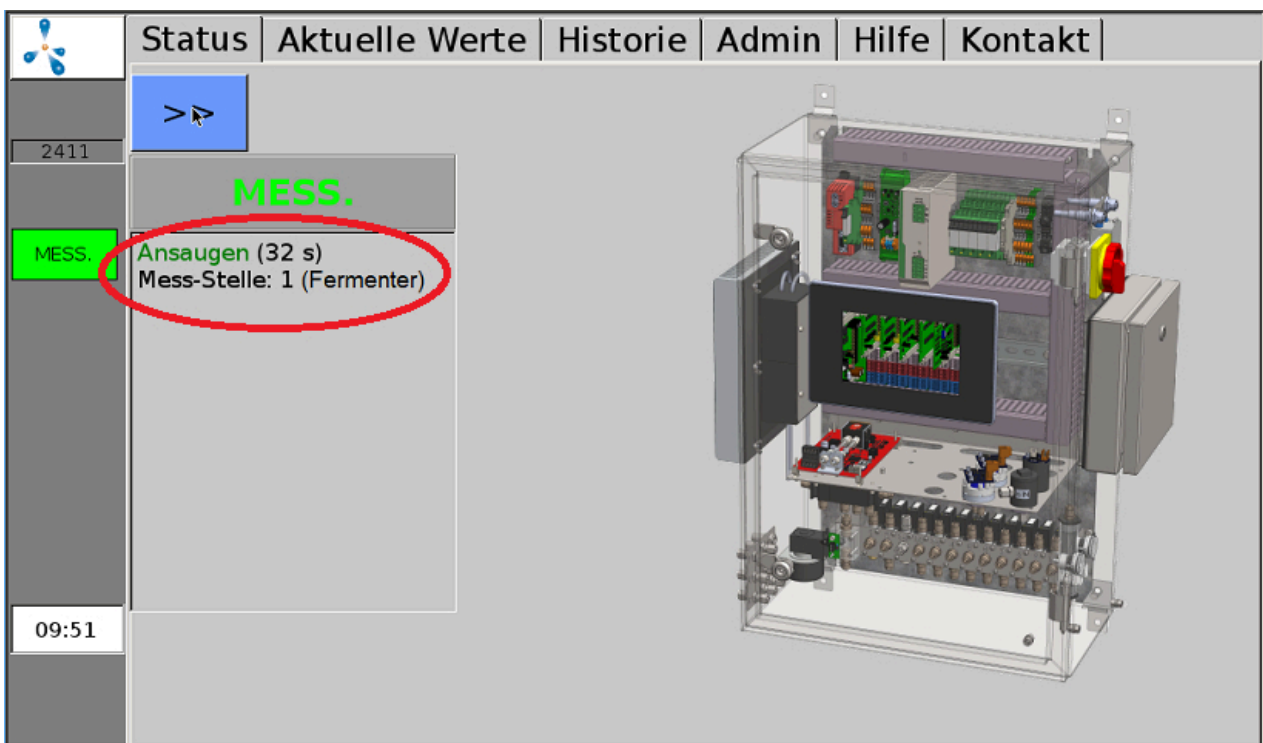 Status Aktuelle Werte Historie Admin Hilfe Kontakt
>>
2411
MESS.
MESS.
Ansaugen (32 s)
Mess-Stelle: 1 (Fermenter)
09:51